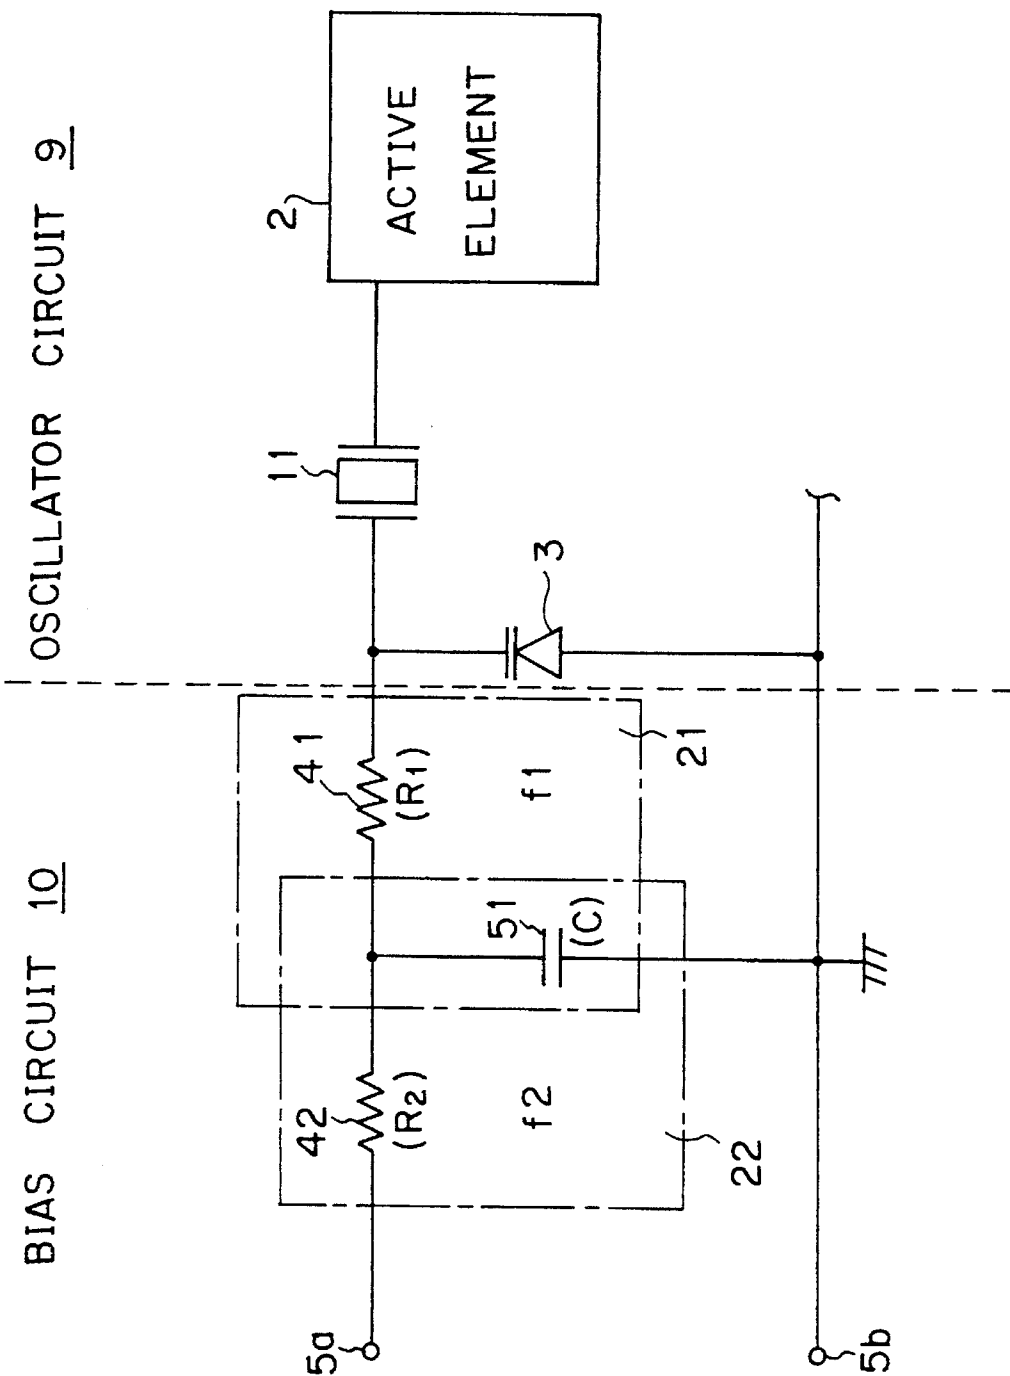 BIAS CIRCUIT 10
OSCILLATOR CIRCUIT 9
5a
42
(R2)
f2
22
51
(C)
41
(R1)
f1
21
3
11
2
ACTIVE
ELEMENT
5b